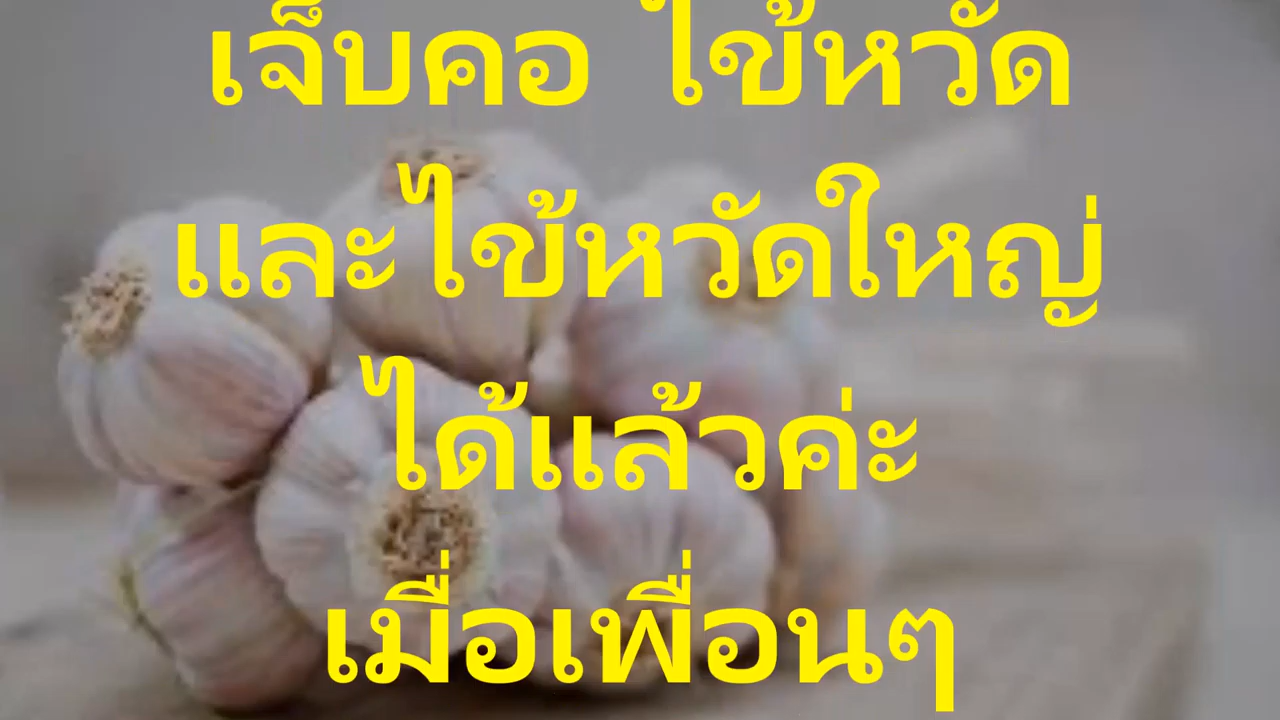 เจ็บคอ ไข้หวัด
และไข้หวัดใหญ่
ได้แล้วค่ะ
เมื่อเพื่อนๆ